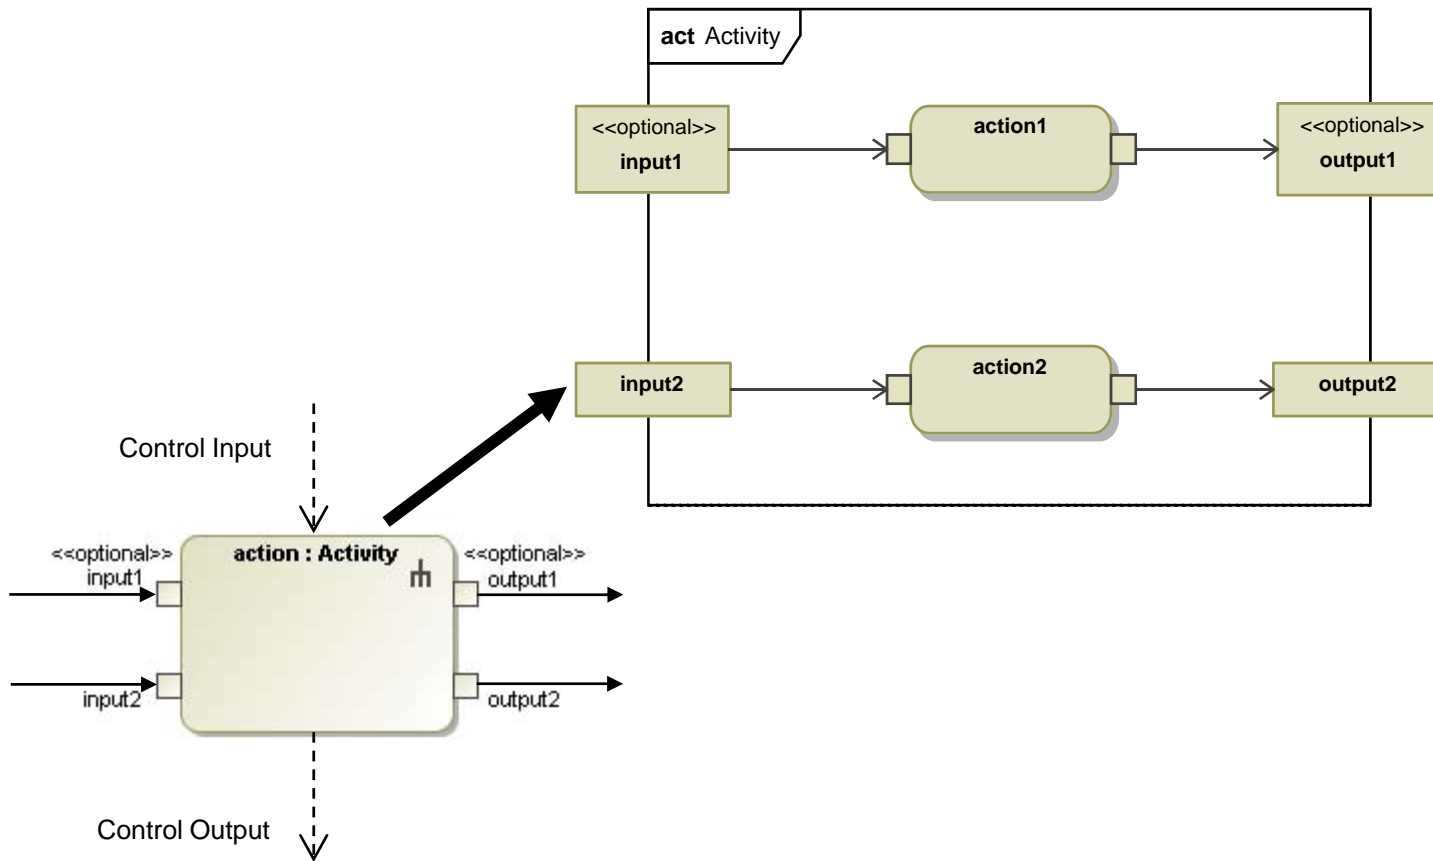 act Activity
<<optional>>
input1
action1
<<optional>>
output1
input2
action2
output2
Control Input
<<optional>>
input1
action : Activity
<<optional>>
output1
input2
output2
Control Output